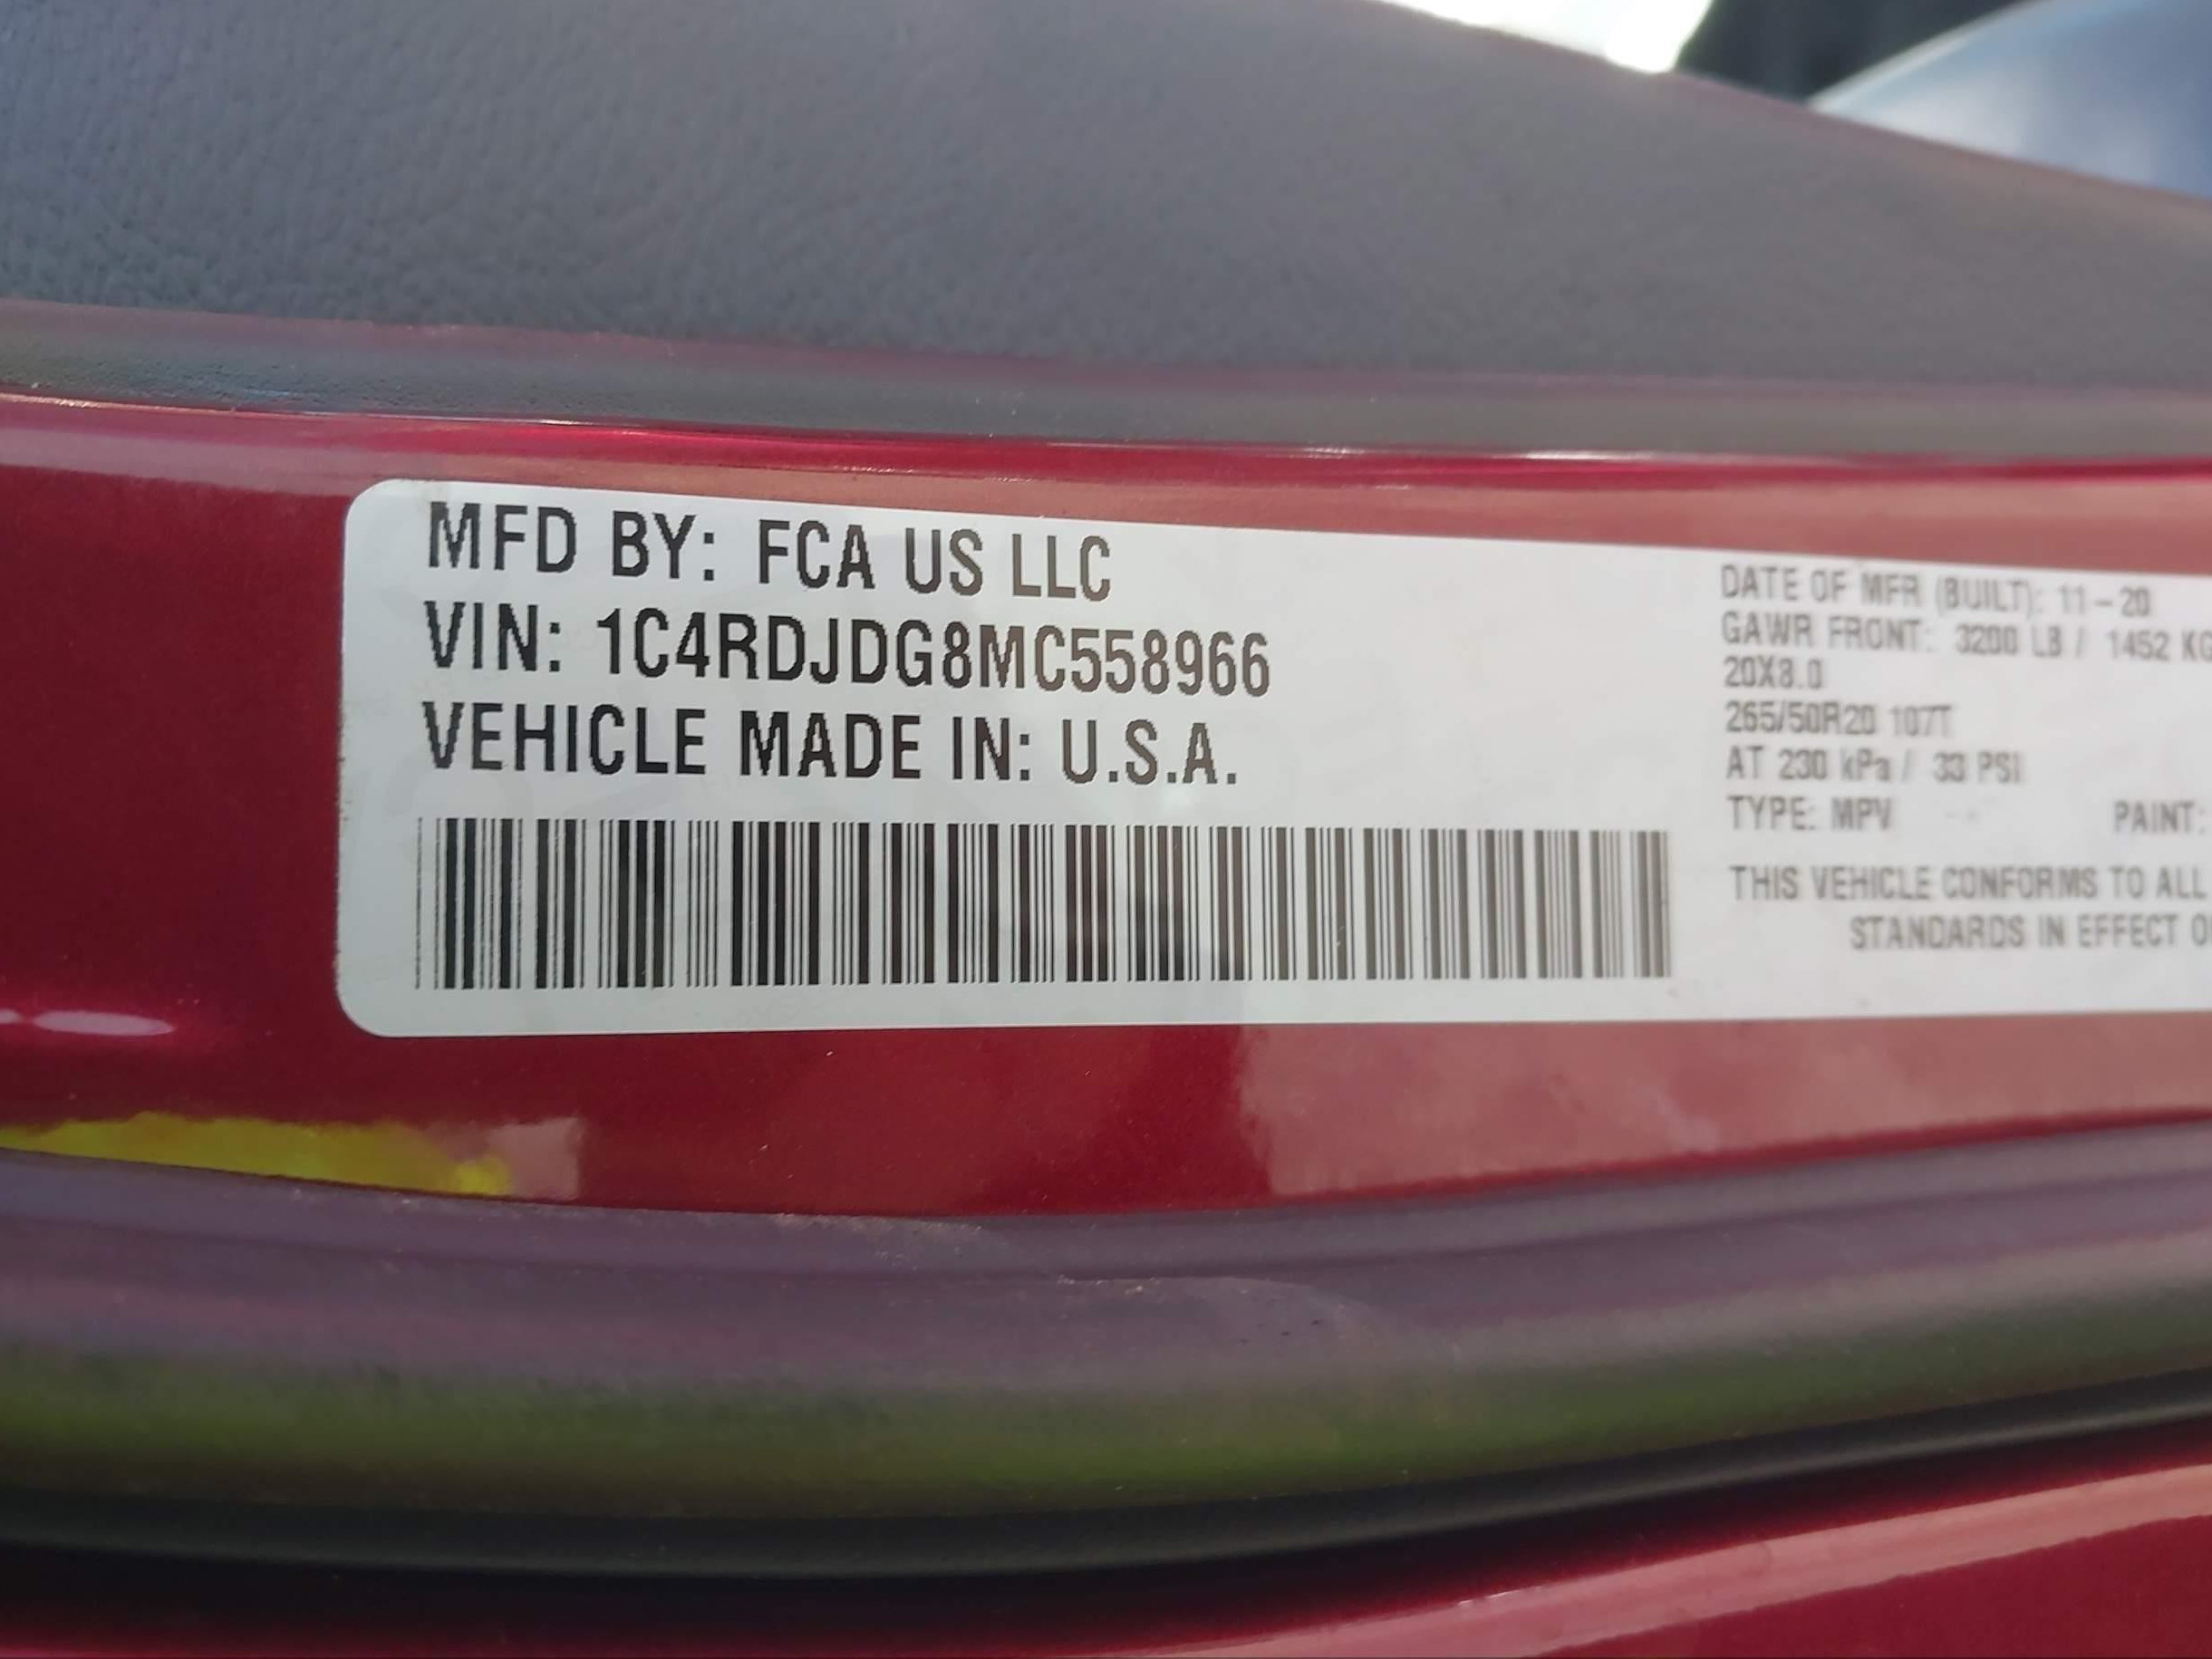 MFD BY: FCA US LLC
VIN: 1C4RDJDG8MC558966
VEHICLE MADE IN: U.S.A.
DATE OF MFR (BUILT): 11-20
GAWR FRONT: 3200 LB / 1452 KG
20X8.0
265/50R20 107T
AT 230 kPa / 33 PSI
TYPE: MPV PAINT:
THIS VEHICLE CONFORMS TO ALL
STANDARDS IN EFFECT